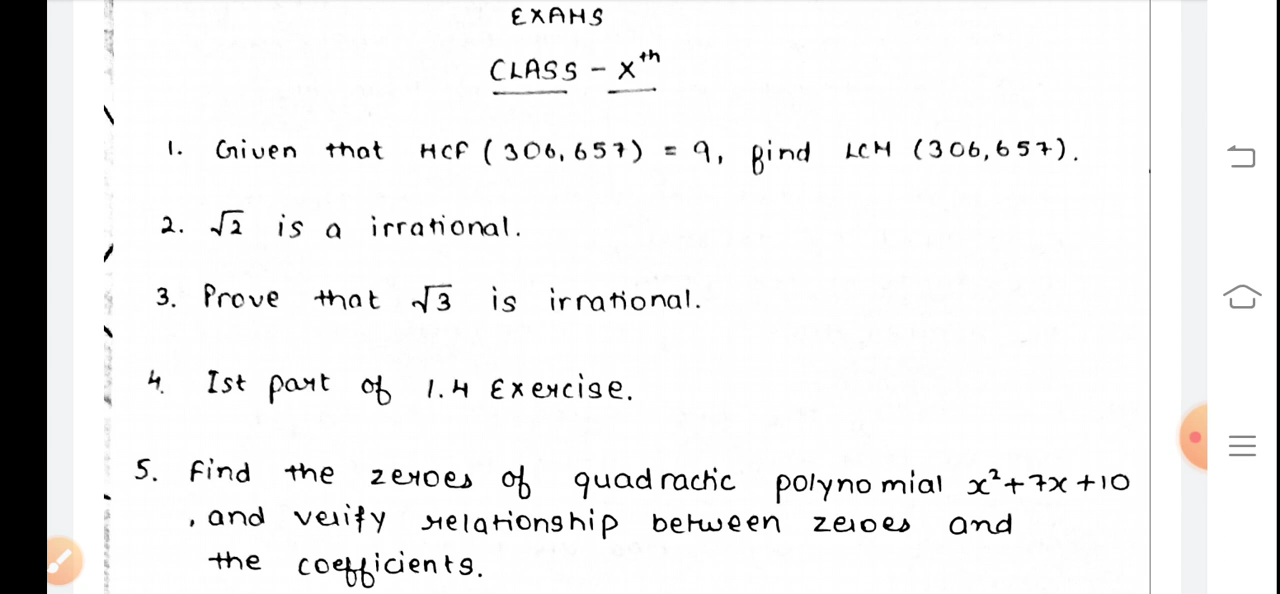 EXAMS
CLASS - Xth
1. Given that HCF (306, 657) = 9, find LCM (306, 657).
2. √2 is a irrational.
3. Prove that √3 is irrational.
4. Ist part of 1.4 Exercise.
5. Find the zeroes of quadractic polynomial x²+7x+10
, and verify relationship between zeroes and
the coefficients.